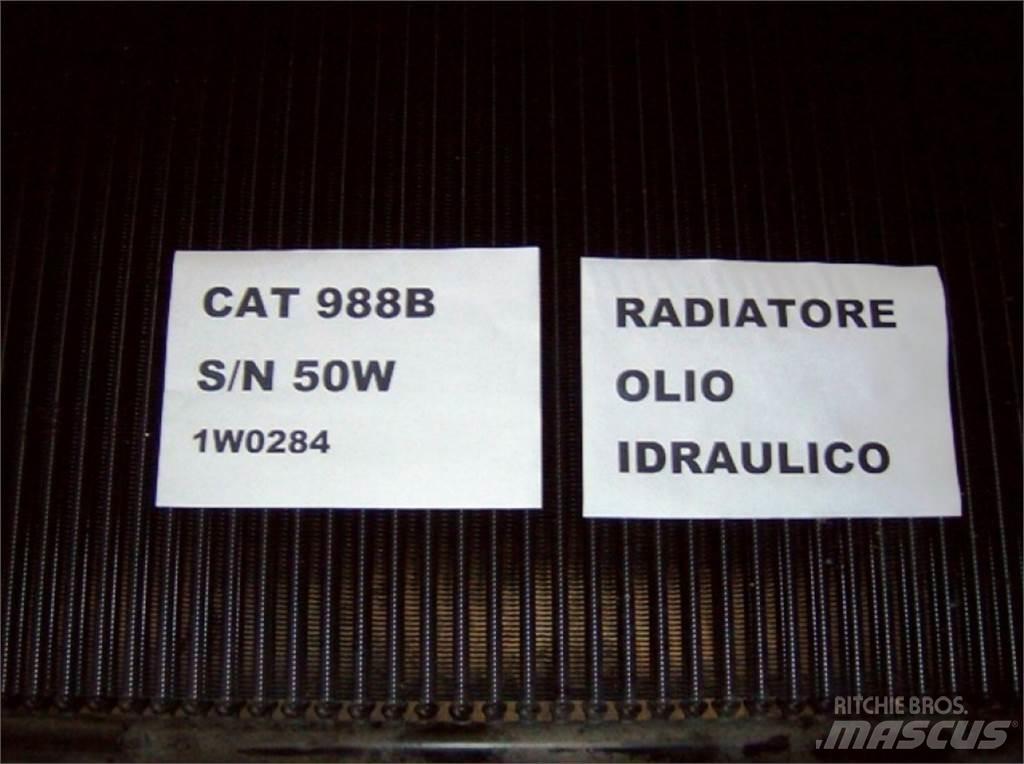 CAT 988B
S/N 50W
1W0284
RADIATORE
OLIO
IDRAULICO
RITCHIE BROS.
MASCUS